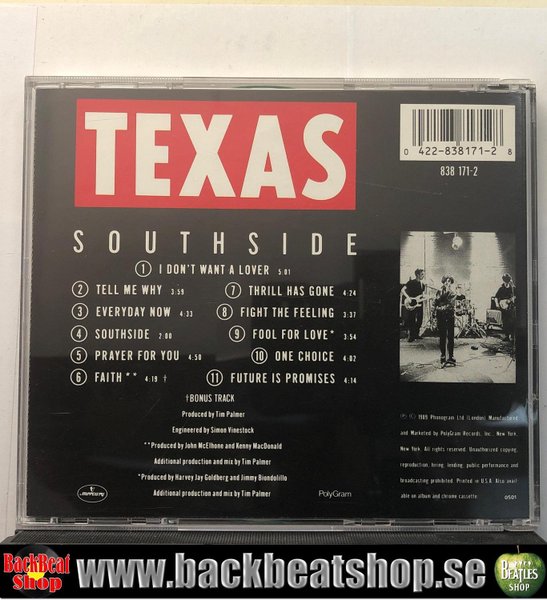 TEXAS
SOUTHSIDE
0 422-838171-2 8
838 171-2
1 I DON'T WANT A LOVER 5:01
2 TELL ME WHY 3:59
3 EVERYDAY NOW 4:33
4 SOUTHSIDE 2:00
5 PRAYER FOR YOU 4:50
6 FAITH** 4:19 †
7 THRILL HAS GONE 4:24
8 FIGHT THE FEELING 3:37
9 FOOL FOR LOVE* 3:54
10 ONE CHOICE 4:02
11 FUTURE IS PROMISES 4:14
†BONUS TRACK
Produced by Tim Palmer
Engineered by Simon Vinestock
**Produced by John McElhone and Kenny MacDonald
Additional production and mix by Tim Palmer
*Produced by Harvey Jay Goldberg and Jimmy Biondolillo
Additional production and mix by Tim Palmer
mercury
PolyGram
℗ © 1989 Phonogram Ltd. (London) Manufactured
and Marketed by PolyGram Records, Inc., New York,
New York. All rights reserved. Unauthorized copying,
reproduction, hiring, lending, public performance and
broadcasting prohibited. Printed in U.S.A. Also avail-
able on album and chrome cassette.
0501
BackBeat
Shop
www.backbeatshop.se
BEATLES
SHOP